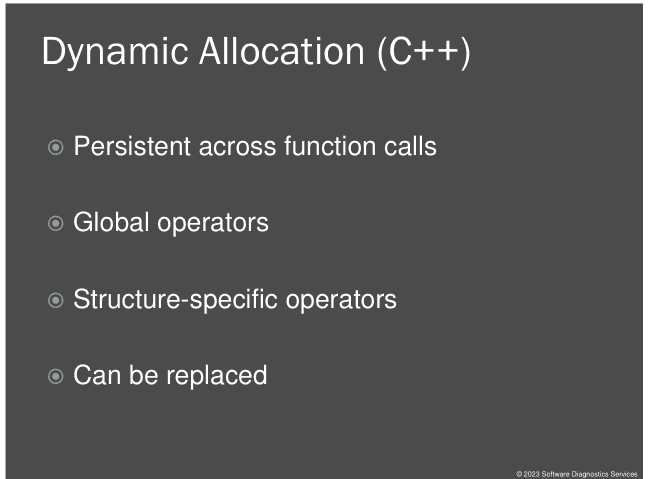 Dynamic Allocation (C++)
Persistent across function calls
Global operators
Structure-specific operators
Can be replaced
© 2023 Software Diagnostics Services